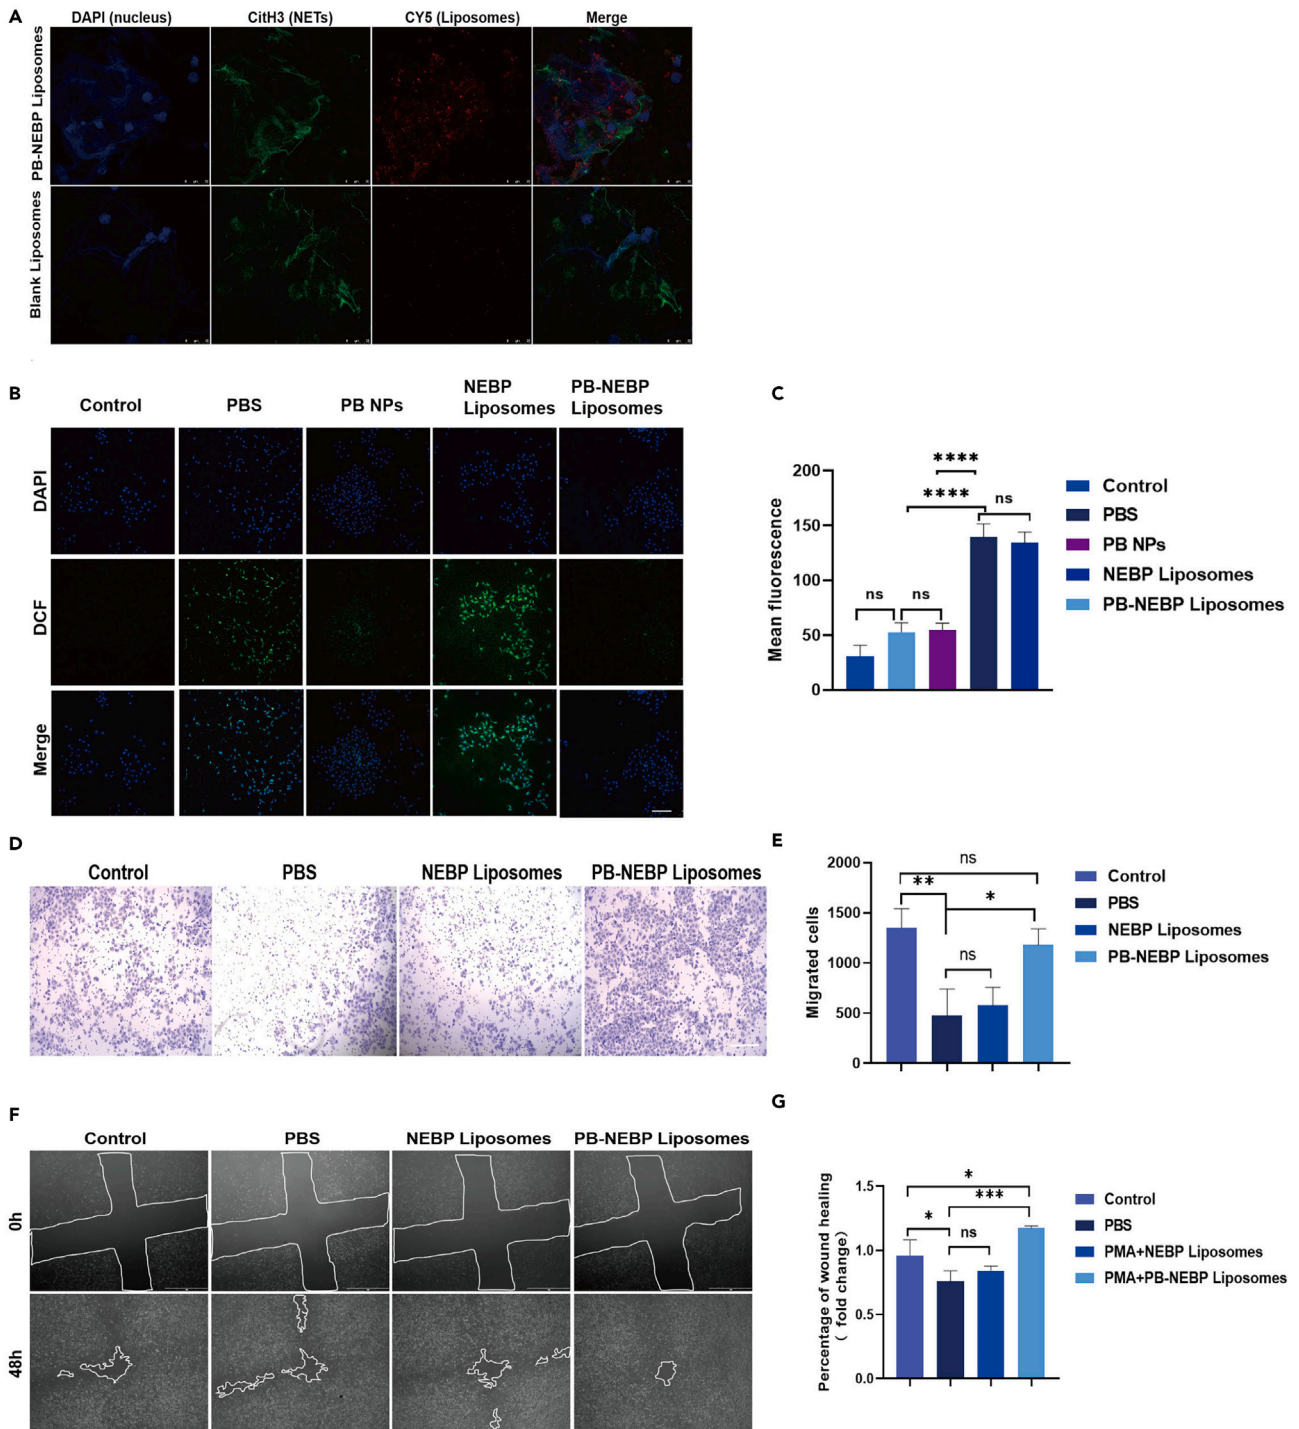 A
DAPI (nucleus) CitH3 (NETs) CY5 (Liposomes) Merge
PB-NEBP Liposomes
Blank Liposomes
B
Control PBS PB NPs NEBP Liposomes PB-NEBP Liposomes
DAPI
DCF
Merge
C
Mean fluorescence
200
150
100
50
0
****
****
ns
ns ns
Control
PBS
PB NPs
NEBP Liposomes
PB-NEBP Liposomes
D
Control PBS NEBP Liposomes PB-NEBP Liposomes
E
Migrated cells
2000
1500
1000
500
0
ns
**
*
ns
Control
PBS
NEBP Liposomes
PB-NEBP Liposomes
F
Control PBS NEBP Liposomes PB-NEBP Liposomes
0h
48h
G
Percentage of wound healing
( fold change)
1.5
1.0
0.5
0.0
*
***
*
ns
Control
PBS
PMA+NEBP Liposomes
PMA+PB-NEBP Liposomes